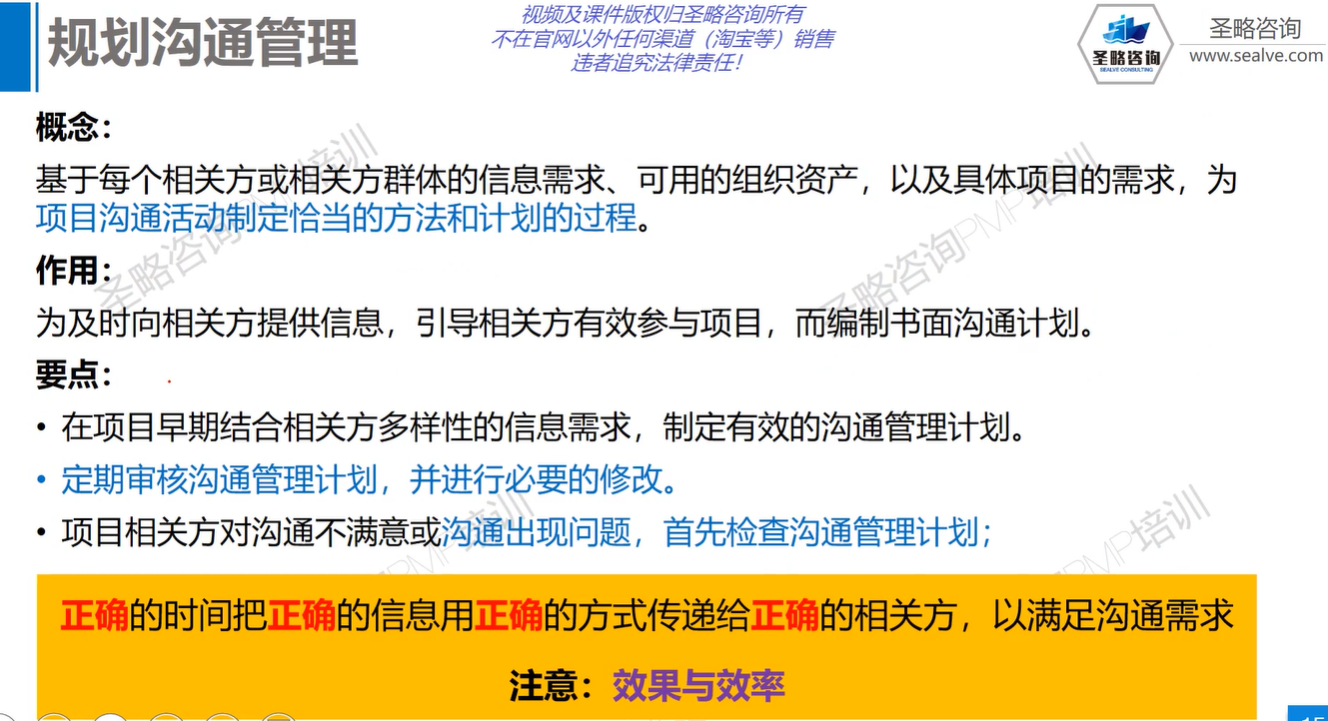 规划沟通管理
视频及课件版权归圣略咨询所有
不在官网以外任何渠道（淘宝等）销售
违者追究法律责任！
圣略咨询
SEALVE CONSULTING
圣略咨询
www.sealve.com
概念：
基于每个相关方或相关方群体的信息需求、可用的组织资产，以及具体项目的需求，为
项目沟通活动制定恰当的方法和计划的过程。
作用：
为及时向相关方提供信息，引导相关方有效参与项目，而编制书面沟通计划。
要点：
• 在项目早期结合相关方多样性的信息需求，制定有效的沟通管理计划。
• 定期审核沟通管理计划，并进行必要的修改。
• 项目相关方对沟通不满意或沟通出现问题，首先检查沟通管理计划；
正确的时间把正确的信息用正确的方式传递给正确的相关方，以满足沟通需求
注意：效果与效率
圣略咨询PMP培训
圣略咨询PMP培训
PMP培训
PMP培训